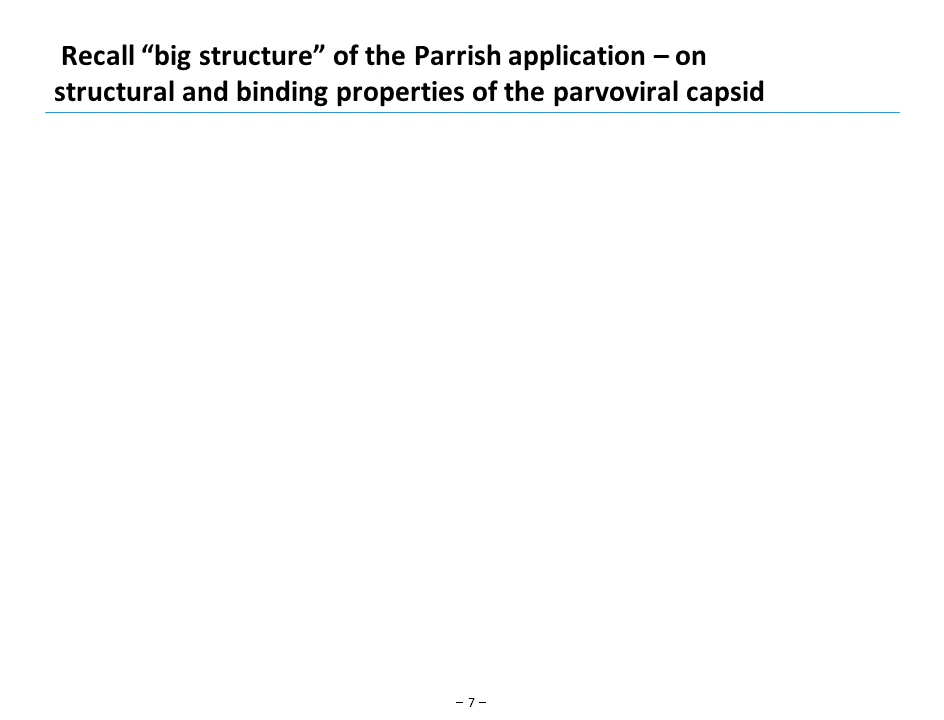 Recall “big structure” of the Parrish application – on
structural and binding properties of the parvoviral capsid
– 7 –